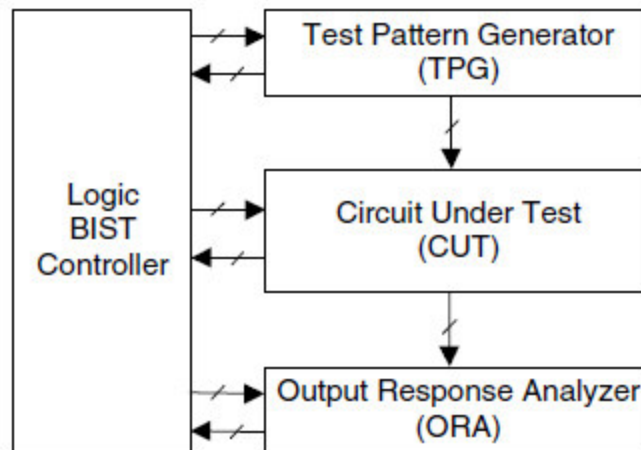 Test Pattern Generator
(TPG)
Logic
BIST
Controller
Circuit Under Test
(CUT)
Output Response Analyzer
(ORA)